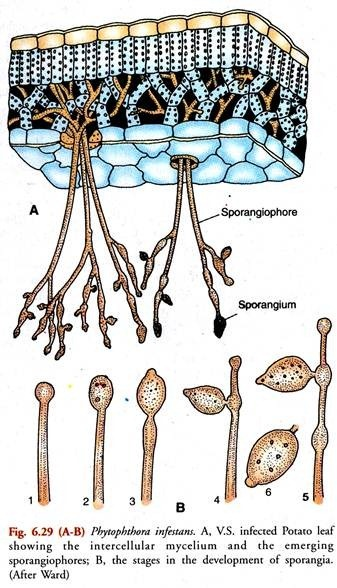 A
Sporangiophore
Sporangium
1
2
3
B
4
6
5
Fig. 6.29 (A-B) Phytophthora infestans. A, V.S. infected Potato leaf
showing the intercellular mycelium and the emerging
sporangiophores; B, the stages in the development of sporangia.
(After Ward)